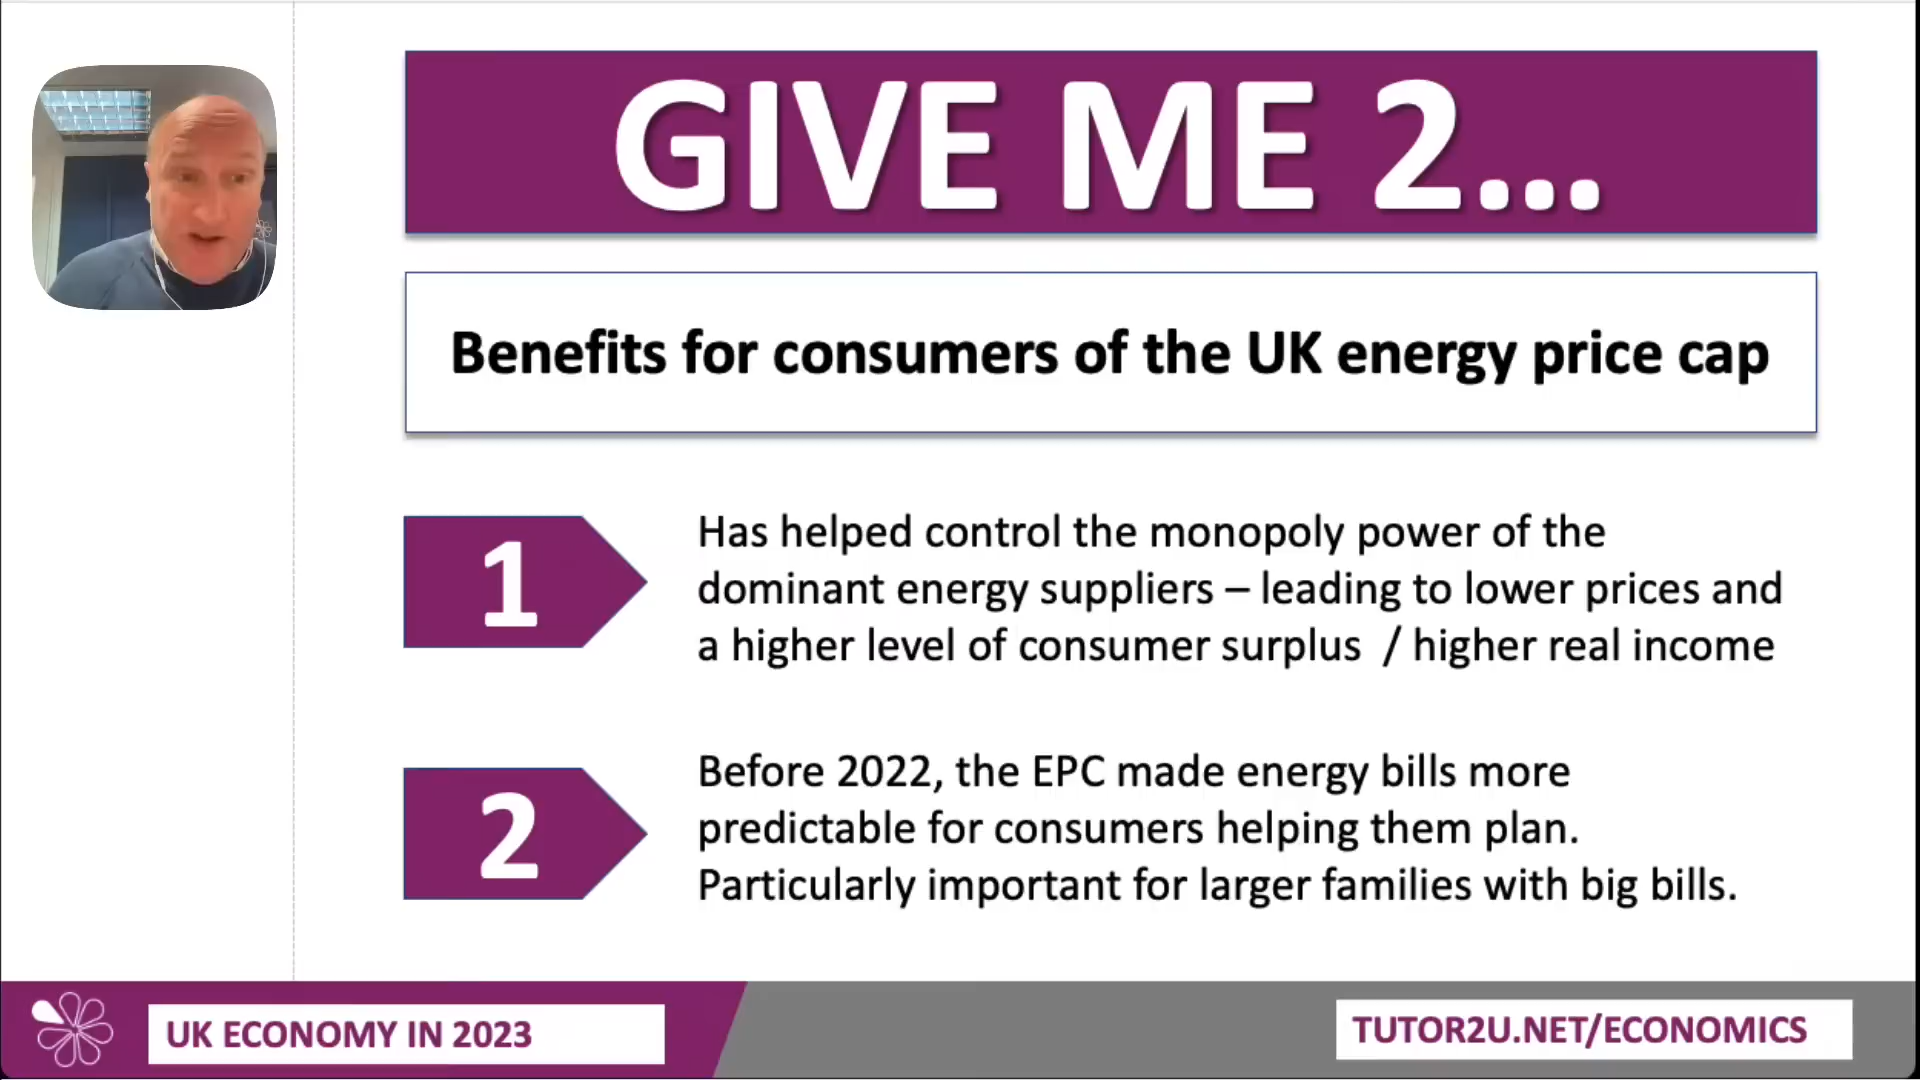 GIVE ME 2...
Benefits for consumers of the UK energy price cap
1
Has helped control the monopoly power of the
dominant energy suppliers – leading to lower prices and
a higher level of consumer surplus / higher real income
2
Before 2022, the EPC made energy bills more
predictable for consumers helping them plan.
Particularly important for larger families with big bills.
UK ECONOMY IN 2023
TUTOR2U.NET/ECONOMICS